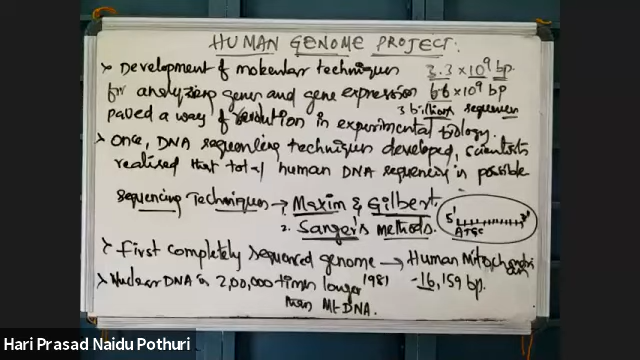 HUMAN GENOME PROJECT:
> Development of molecular techniques 3.3 × 10⁹ bp.
for analyzing genes and gene expression 6.6 × 10⁹ bp
3 billion sequences
paved a way of revolution in experimental biology.
> Once, DNA sequencing techniques developed, scientists
realised that total human DNA sequencing is possible
Sequencing Techniques → 1. Maxim & Gilbert.
2. Sanger's methods.
5' 3'
ATGC
> First completely sequenced genome → Human Mitochondria
1981 - 16,159 bp.
> Nuclear DNA is 2,00,000 times longer
than Mt-DNA.
Hari Prasad Naidu Pothuri